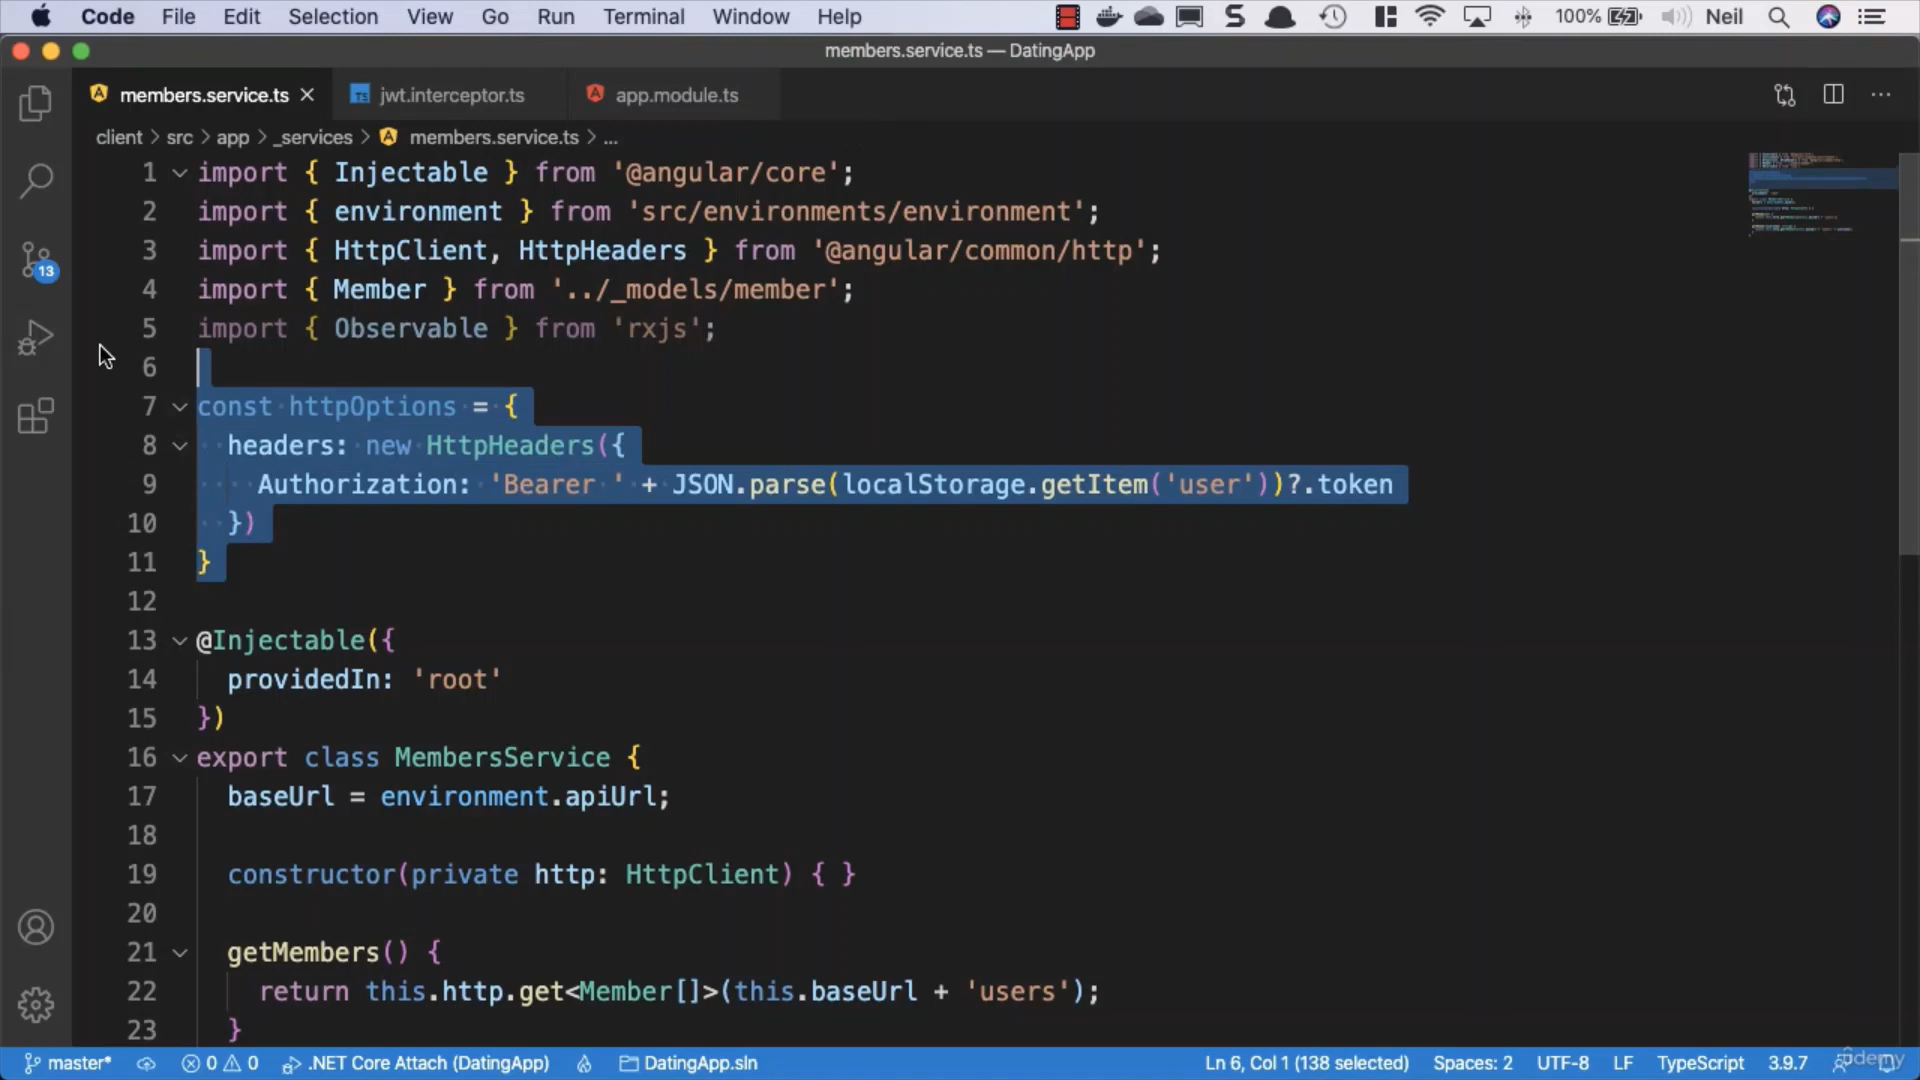 Code File Edit Selection View Go Run Terminal Window Help 100% Neil
members.service.ts — DatingApp
members.service.ts jwt.interceptor.ts app.module.ts
client > src > app > _services > members.service.ts > ...
1 import { Injectable } from '@angular/core';
2 import { environment } from 'src/environments/environment';
3 import { HttpClient, HttpHeaders } from '@angular/common/http';
4 import { Member } from '../_models/member';
5 import { Observable } from 'rxjs';
6
7 const httpOptions = {
8 headers: new HttpHeaders({
9 Authorization: 'Bearer ' + JSON.parse(localStorage.getItem('user'))?.token
10 })
11 }
12
13 @Injectable({
14 providedIn: 'root'
15 })
16 export class MembersService {
17 baseUrl = environment.apiUrl;
18
19 constructor(private http: HttpClient) { }
20
21 getMembers() {
22 return this.http.get<Member[]>(this.baseUrl + 'users');
23 }
13
master* 0 0 .NET Core Attach (DatingApp) DatingApp.sln Ln 6, Col 1 (138 selected) Spaces: 2 UTF-8 LF TypeScript 3.9.7
udemy